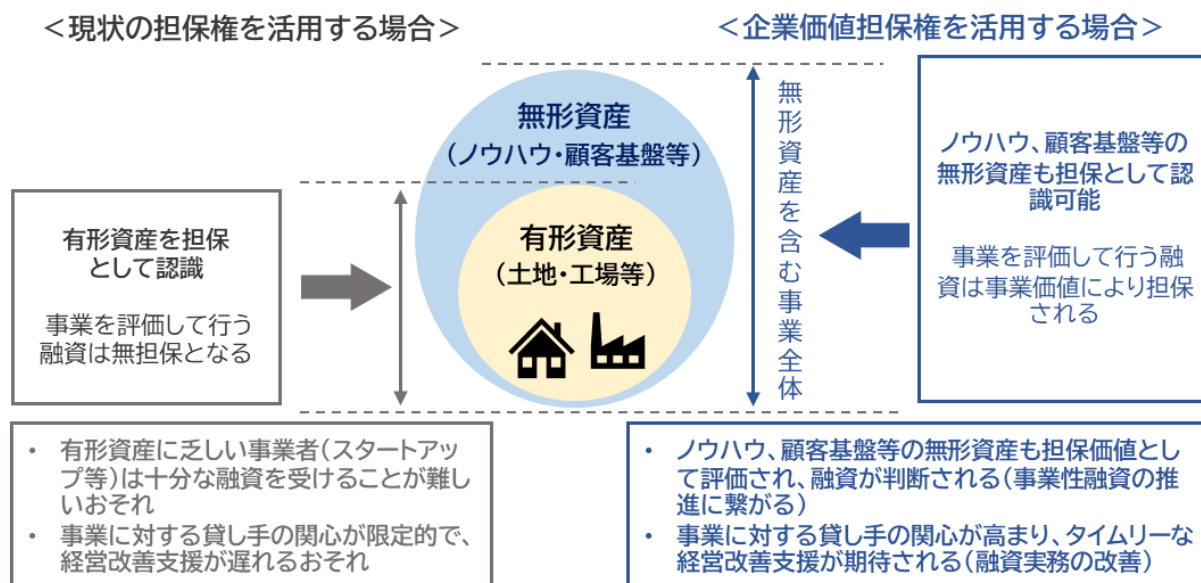 ＜現状の担保権を活用する場合＞
＜企業価値担保権を活用する場合＞
無形資産
（ノウハウ・顧客基盤等）
有形資産
（土地・工場等）
有形資産を担保
として認識
事業を評価して行う
融資は無担保となる
無形資産を含む事業全体
ノウハウ、顧客基盤等の
無形資産も担保として認
識可能
事業を評価して行う融
資は事業価値により担保
される
• 有形資産に乏しい事業者（スタートアッ
プ等）は十分な融資を受けることが難し
いおそれ
• 事業に対する貸し手の関心が限定的で、
経営改善支援が遅れるおそれ
• ノウハウ、顧客基盤等の無形資産も担保価値とし
て評価され、融資が判断される（事業性融資の推
進に繋がる）
• 事業に対する貸し手の関心が高まり、タイムリーな
経営改善支援が期待される（融資実務の改善）